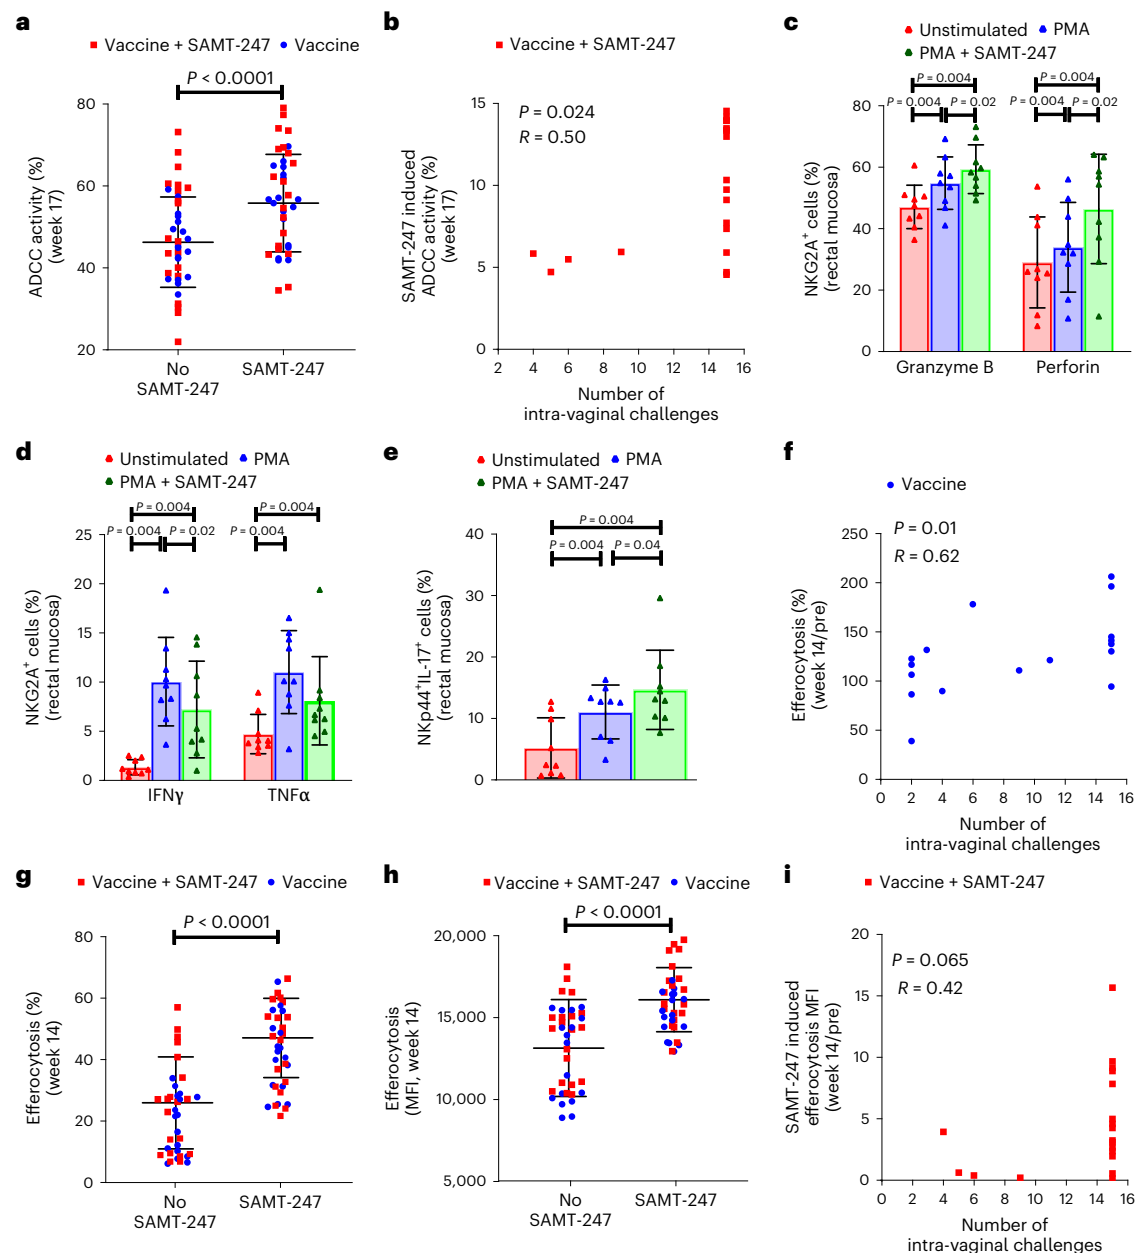 a
Vaccine + SAMT-247 Vaccine
P < 0.0001
ADCC activity (%)
(week 17)
80
60
40
20
No
SAMT-247
SAMT-247
b
Vaccine + SAMT-247
P = 0.024
R = 0.50
SAMT-247 induced
ADCC activity (%)
(week 17)
15
10
5
0
2 4 6 8 10 12 14 16
Number of
intra-vaginal challenges
c
Unstimulated PMA
PMA + SAMT-247
P = 0.004 P = 0.004
P = 0.004 P = 0.02 P = 0.004 P = 0.02
NKG2A+ cells (%)
(rectal mucosa)
80
60
40
20
0
Granzyme B Perforin
d
Unstimulated PMA
PMA + SAMT-247
P = 0.004 P = 0.004
P = 0.004 P = 0.02 P = 0.004
NKG2A+ cells (%)
(rectal mucosa)
25
20
15
10
5
0
IFNγ TNFα
e
Unstimulated PMA
PMA + SAMT-247
P = 0.004
P = 0.004 P = 0.04
NKp44+IL-17+ cells (%)
(rectal mucosa)
40
30
20
10
0
f
Vaccine
P = 0.01
R = 0.62
Efferocytosis (%)
(week 14/pre)
250
200
150
100
50
0
0 2 4 6 8 10 12 14 16
Number of
intra-vaginal challenges
g
Vaccine + SAMT-247 Vaccine
P < 0.0001
Efferocytosis (%)
(week 14)
80
60
40
20
0
No
SAMT-247
SAMT-247
h
Vaccine + SAMT-247 Vaccine
P < 0.0001
Efferocytosis
(MFI, week 14)
20,000
15,000
10,000
5,000
No
SAMT-247
SAMT-247
i
Vaccine + SAMT-247
P = 0.065
R = 0.42
SAMT-247 induced
efferocytosis MFI
(week 14/pre)
20
15
10
5
0
0 2 4 6 8 10 12 14 16
Number of
intra-vaginal challenges